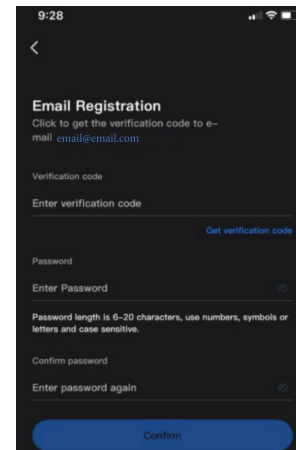 9:28
Email Registration
Click to get the verification code to e-
mail email@email.com
Verification code
Enter verification code
Get verification code
Password
Enter Password
Password length is 6-20 characters, use numbers, symbols or
letters and case sensitive.
Confirm password
Enter password again
Confirm